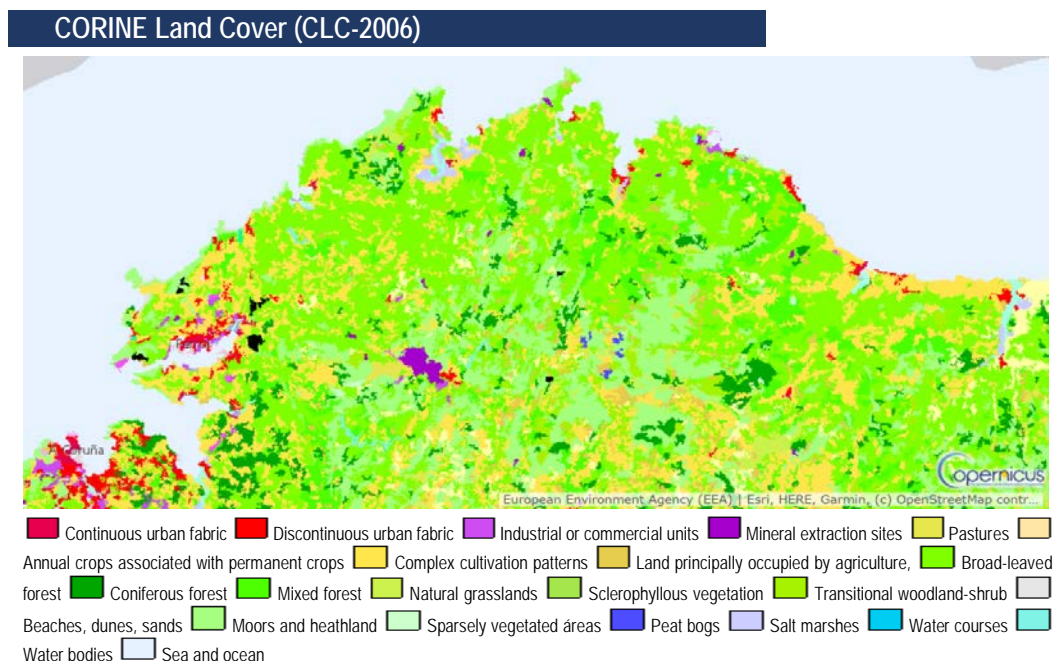 CORINE Land Cover (CLC-2006)
Ferrol
A Coruña
Copernicus
European Environment Agency (EEA) | Esri, HERE, Garmin, (c) OpenStreetMap contr...
Continuous urban fabric Discontinuous urban fabric Industrial or commercial units Mineral extraction sites Pastures
Annual crops associated with permanent crops Complex cultivation patterns Land principally occupied by agriculture, Broad-leaved
forest Coniferous forest Mixed forest Natural grasslands Sclerophyllous vegetation Transitional woodland-shrub
Beaches, dunes, sands Moors and heathland Sparsely vegetated áreas Peat bogs Salt marshes Water courses
Water bodies Sea and ocean